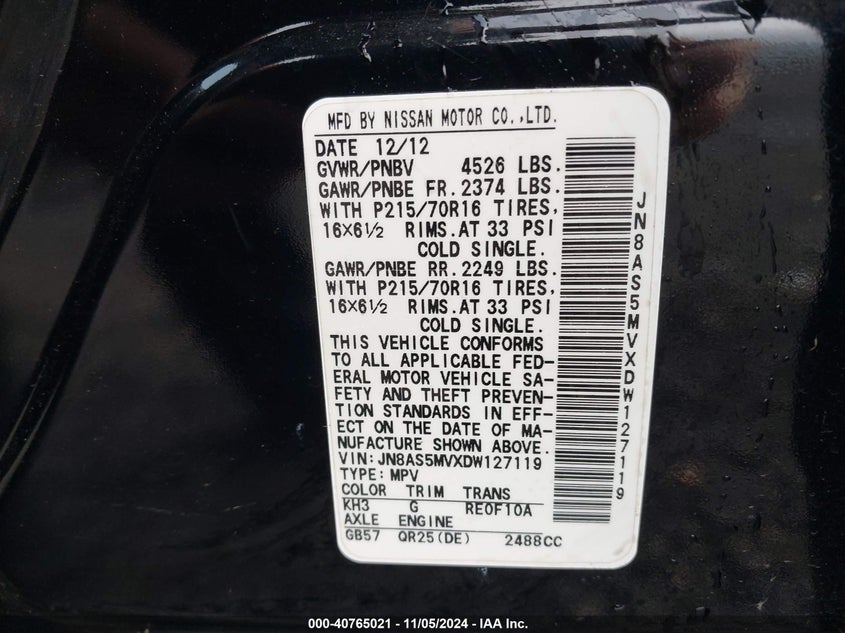 MFD BY NISSAN MOTOR CO.,LTD.
DATE 12/12
GVWR/PNBV 4526 LBS.
GAWR/PNBE FR. 2374 LBS.
WITH P215/70R16 TIRES,
16X6½ RIMS.AT 33 PSI
COLD SINGLE.
GAWR/PNBE RR. 2249 LBS.
WITH P215/70R16 TIRES,
16X6½ RIMS.AT 33 PSI
COLD SINGLE.
THIS VEHICLE CONFORMS
TO ALL APPLICABLE FED-
ERAL MOTOR VEHICLE SA-
FETY AND THEFT PREVEN-
TION STANDARDS IN EFF-
ECT ON THE DATE OF MA-
NUFACTURE SHOWN ABOVE.
VIN:JN8AS5MVXDW127119
TYPE:MPV
COLOR TRIM TRANS
KH3 G RE0F10A
AXLE ENGINE
GB57 QR25(DE) 2488CC
JN8AS5MVXDW127119
000-40765021 - 11/05/2024 - IAA Inc.